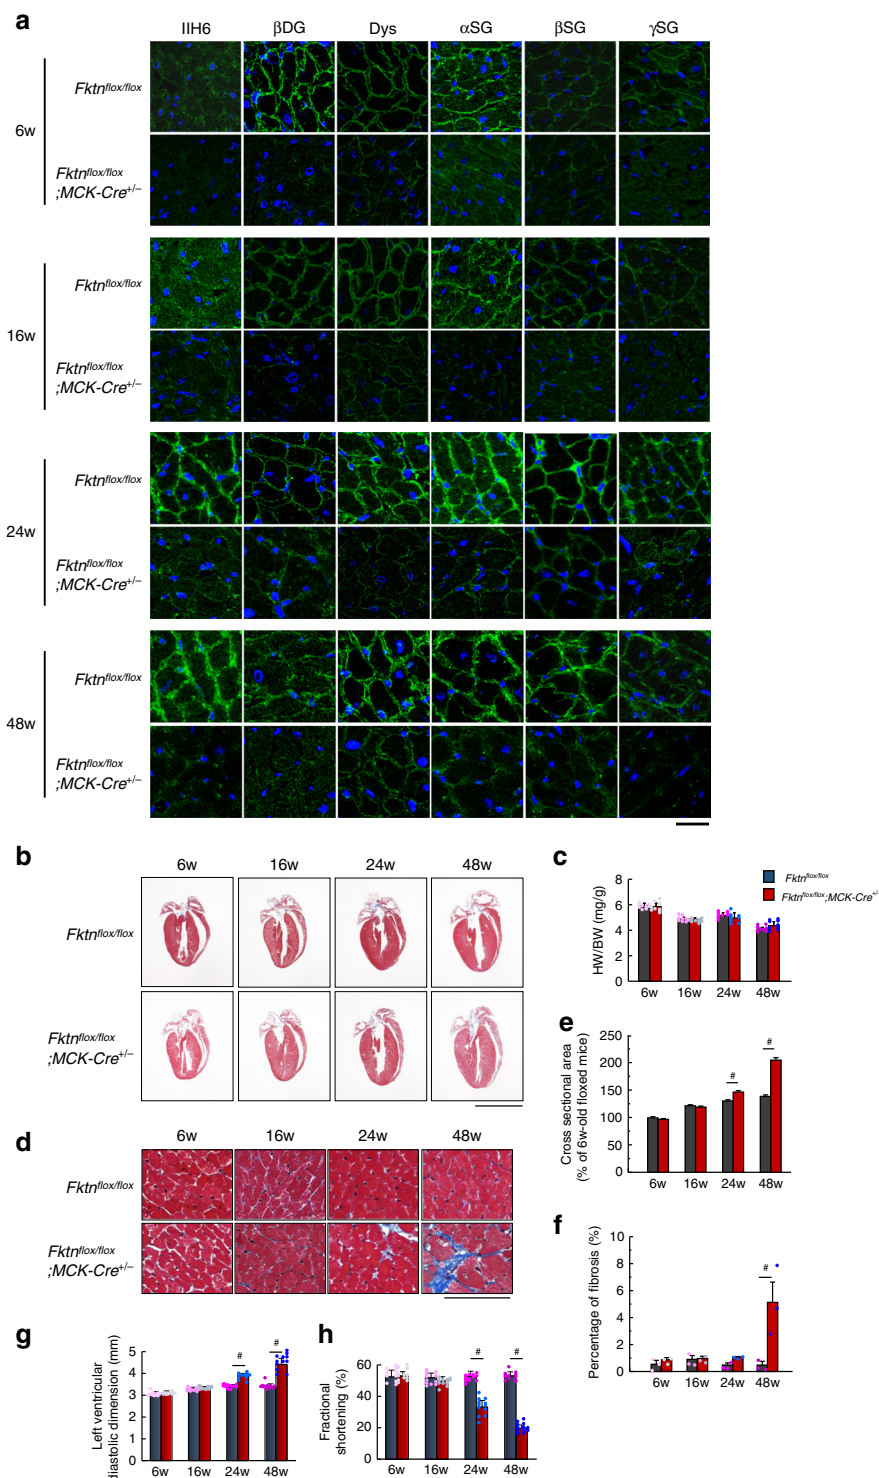 a
IIH6 βDG Dys αSG βSG γSG
6w
Fktnflox/flox
Fktnflox/flox
;MCK-Cre+/–
16w
Fktnflox/flox
Fktnflox/flox
;MCK-Cre+/–
24w
Fktnflox/flox
Fktnflox/flox
;MCK-Cre+/–
48w
Fktnflox/flox
Fktnflox/flox
;MCK-Cre+/–
b
6w 16w 24w 48w
Fktnflox/flox
Fktnflox/flox
;MCK-Cre+/–
c
Fktnflox/flox
Fktnflox/flox;MCK-Cre+/-
HW/BW (mg/g)
8
6
4
2
0
6w 16w 24w 48w
d
6w 16w 24w 48w
Fktnflox/flox
Fktnflox/flox
;MCK-Cre+/–
e
Cross sectional area
(% of 6w-old floxed mice)
250
200
150
100
50
0
# #
6w 16w 24w 48w
f
Percentage of fibrosis (%)
10
8
6
4
2
0
#
6w 16w 24w 48w
g
Left ventricular
diastolic dimension (mm)
5
4
3
2
1
0
# #
6w 16w 24w 48w
h
Fractional
shortening (%)
60
40
20
0
# #
6w 16w 24w 48w